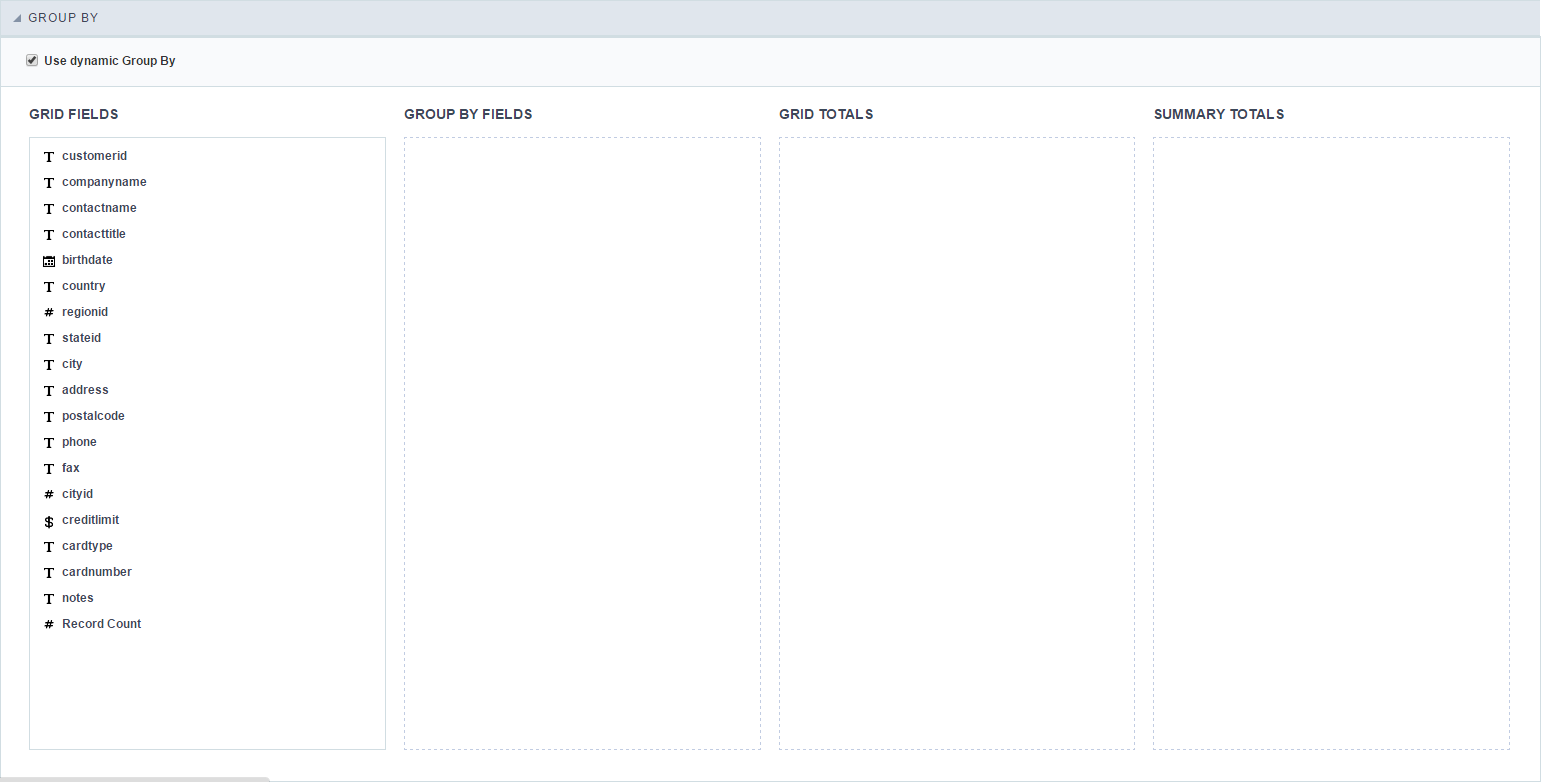 GROUP BY
Use dynamic Group By
GRID FIELDS
GROUP BY FIELDS
GRID TOTALS
SUMMARY TOTALS
T customerid
T companyname
T contactname
T contacttitle
birthdate
T country
# regionid
T stateid
T city
T address
T postalcode
T phone
T fax
# cityid
$ creditlimit
T cardtype
T cardnumber
T notes
# Record Count